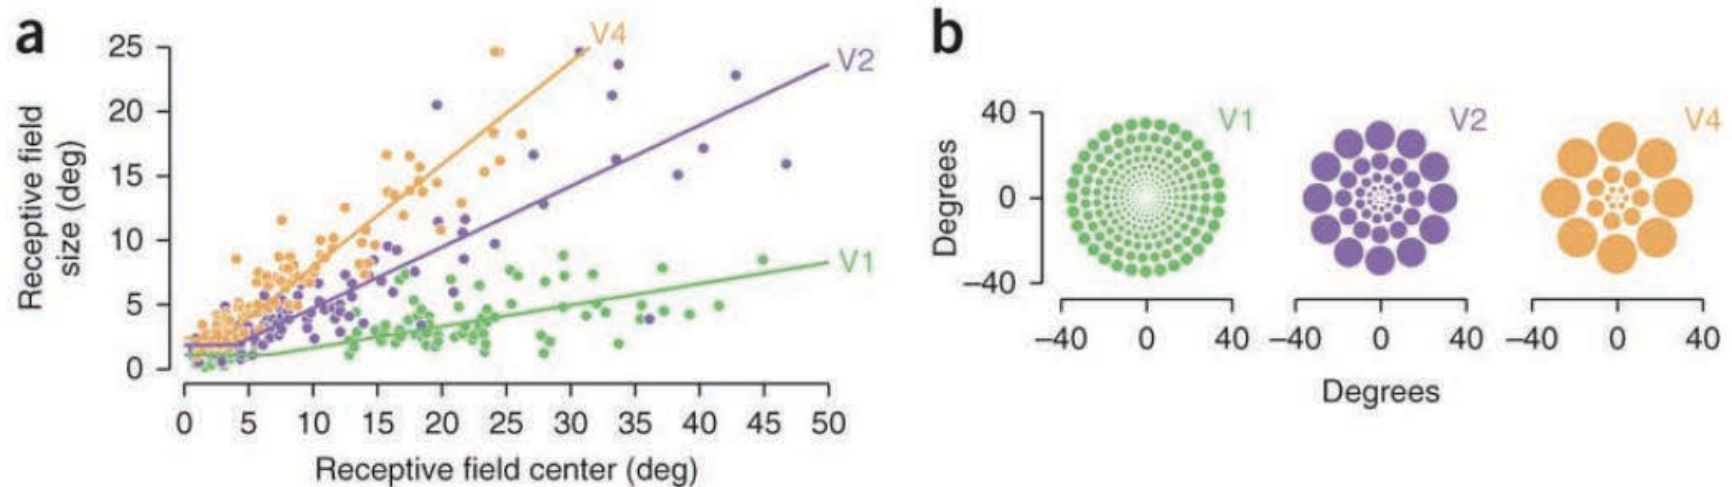 a
V4
V2
V1
Receptive field
size (deg)
25
20
15
10
5
0
0 5 10 15 20 25 30 35 40 45 50
Receptive field center (deg)
b
V1 V2 V4
Degrees
40
0
–40
–40 0 40 –40 0 40 –40 0 40
Degrees